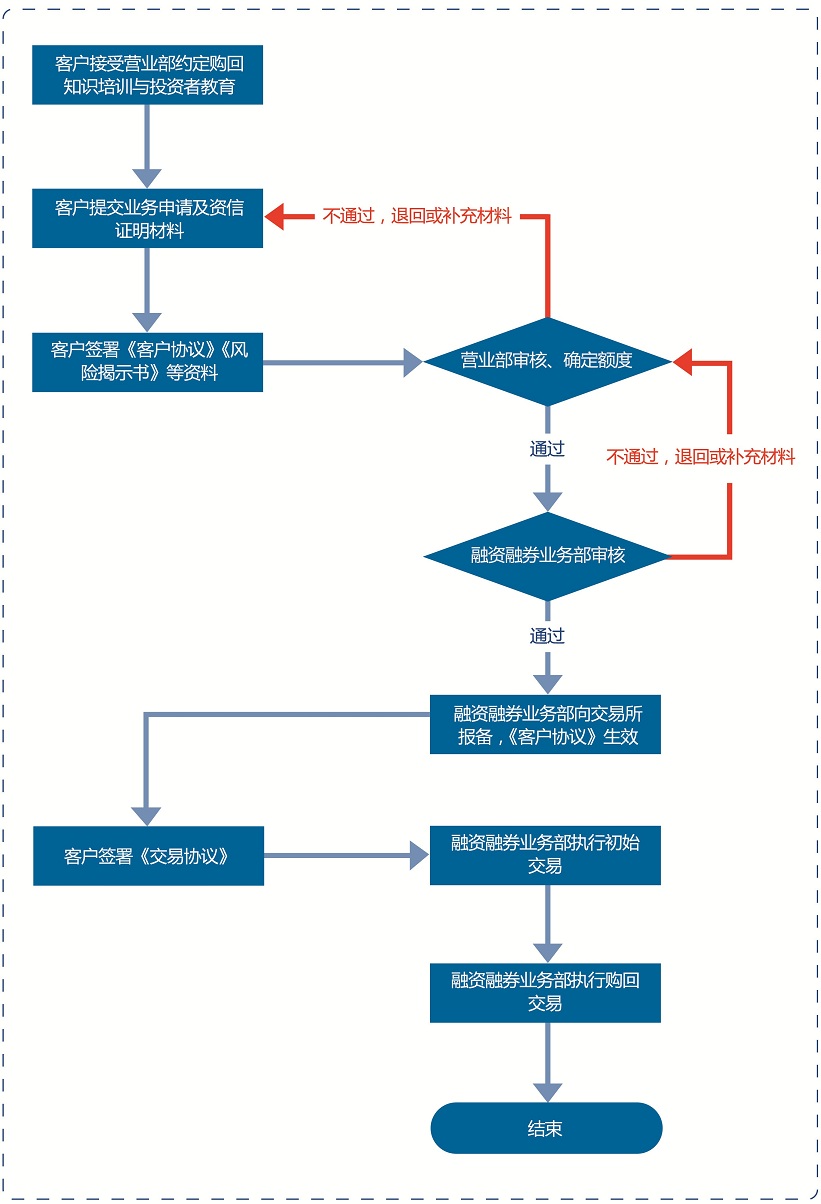 客户接受营业部约定购回
知识培训与投资者教育
客户提交业务申请及资信
证明材料
不通过，退回或补充材料
客户签署《客户协议》《风
险揭示书》等资料
营业部审核、确定额度
通过
不通过，退回或补充材料
融资融券业务部审核
通过
融资融券业务部向交易所
报备，《客户协议》生效
客户签署《交易协议》
融资融券业务部执行初始
交易
融资融券业务部执行购回
交易
结束